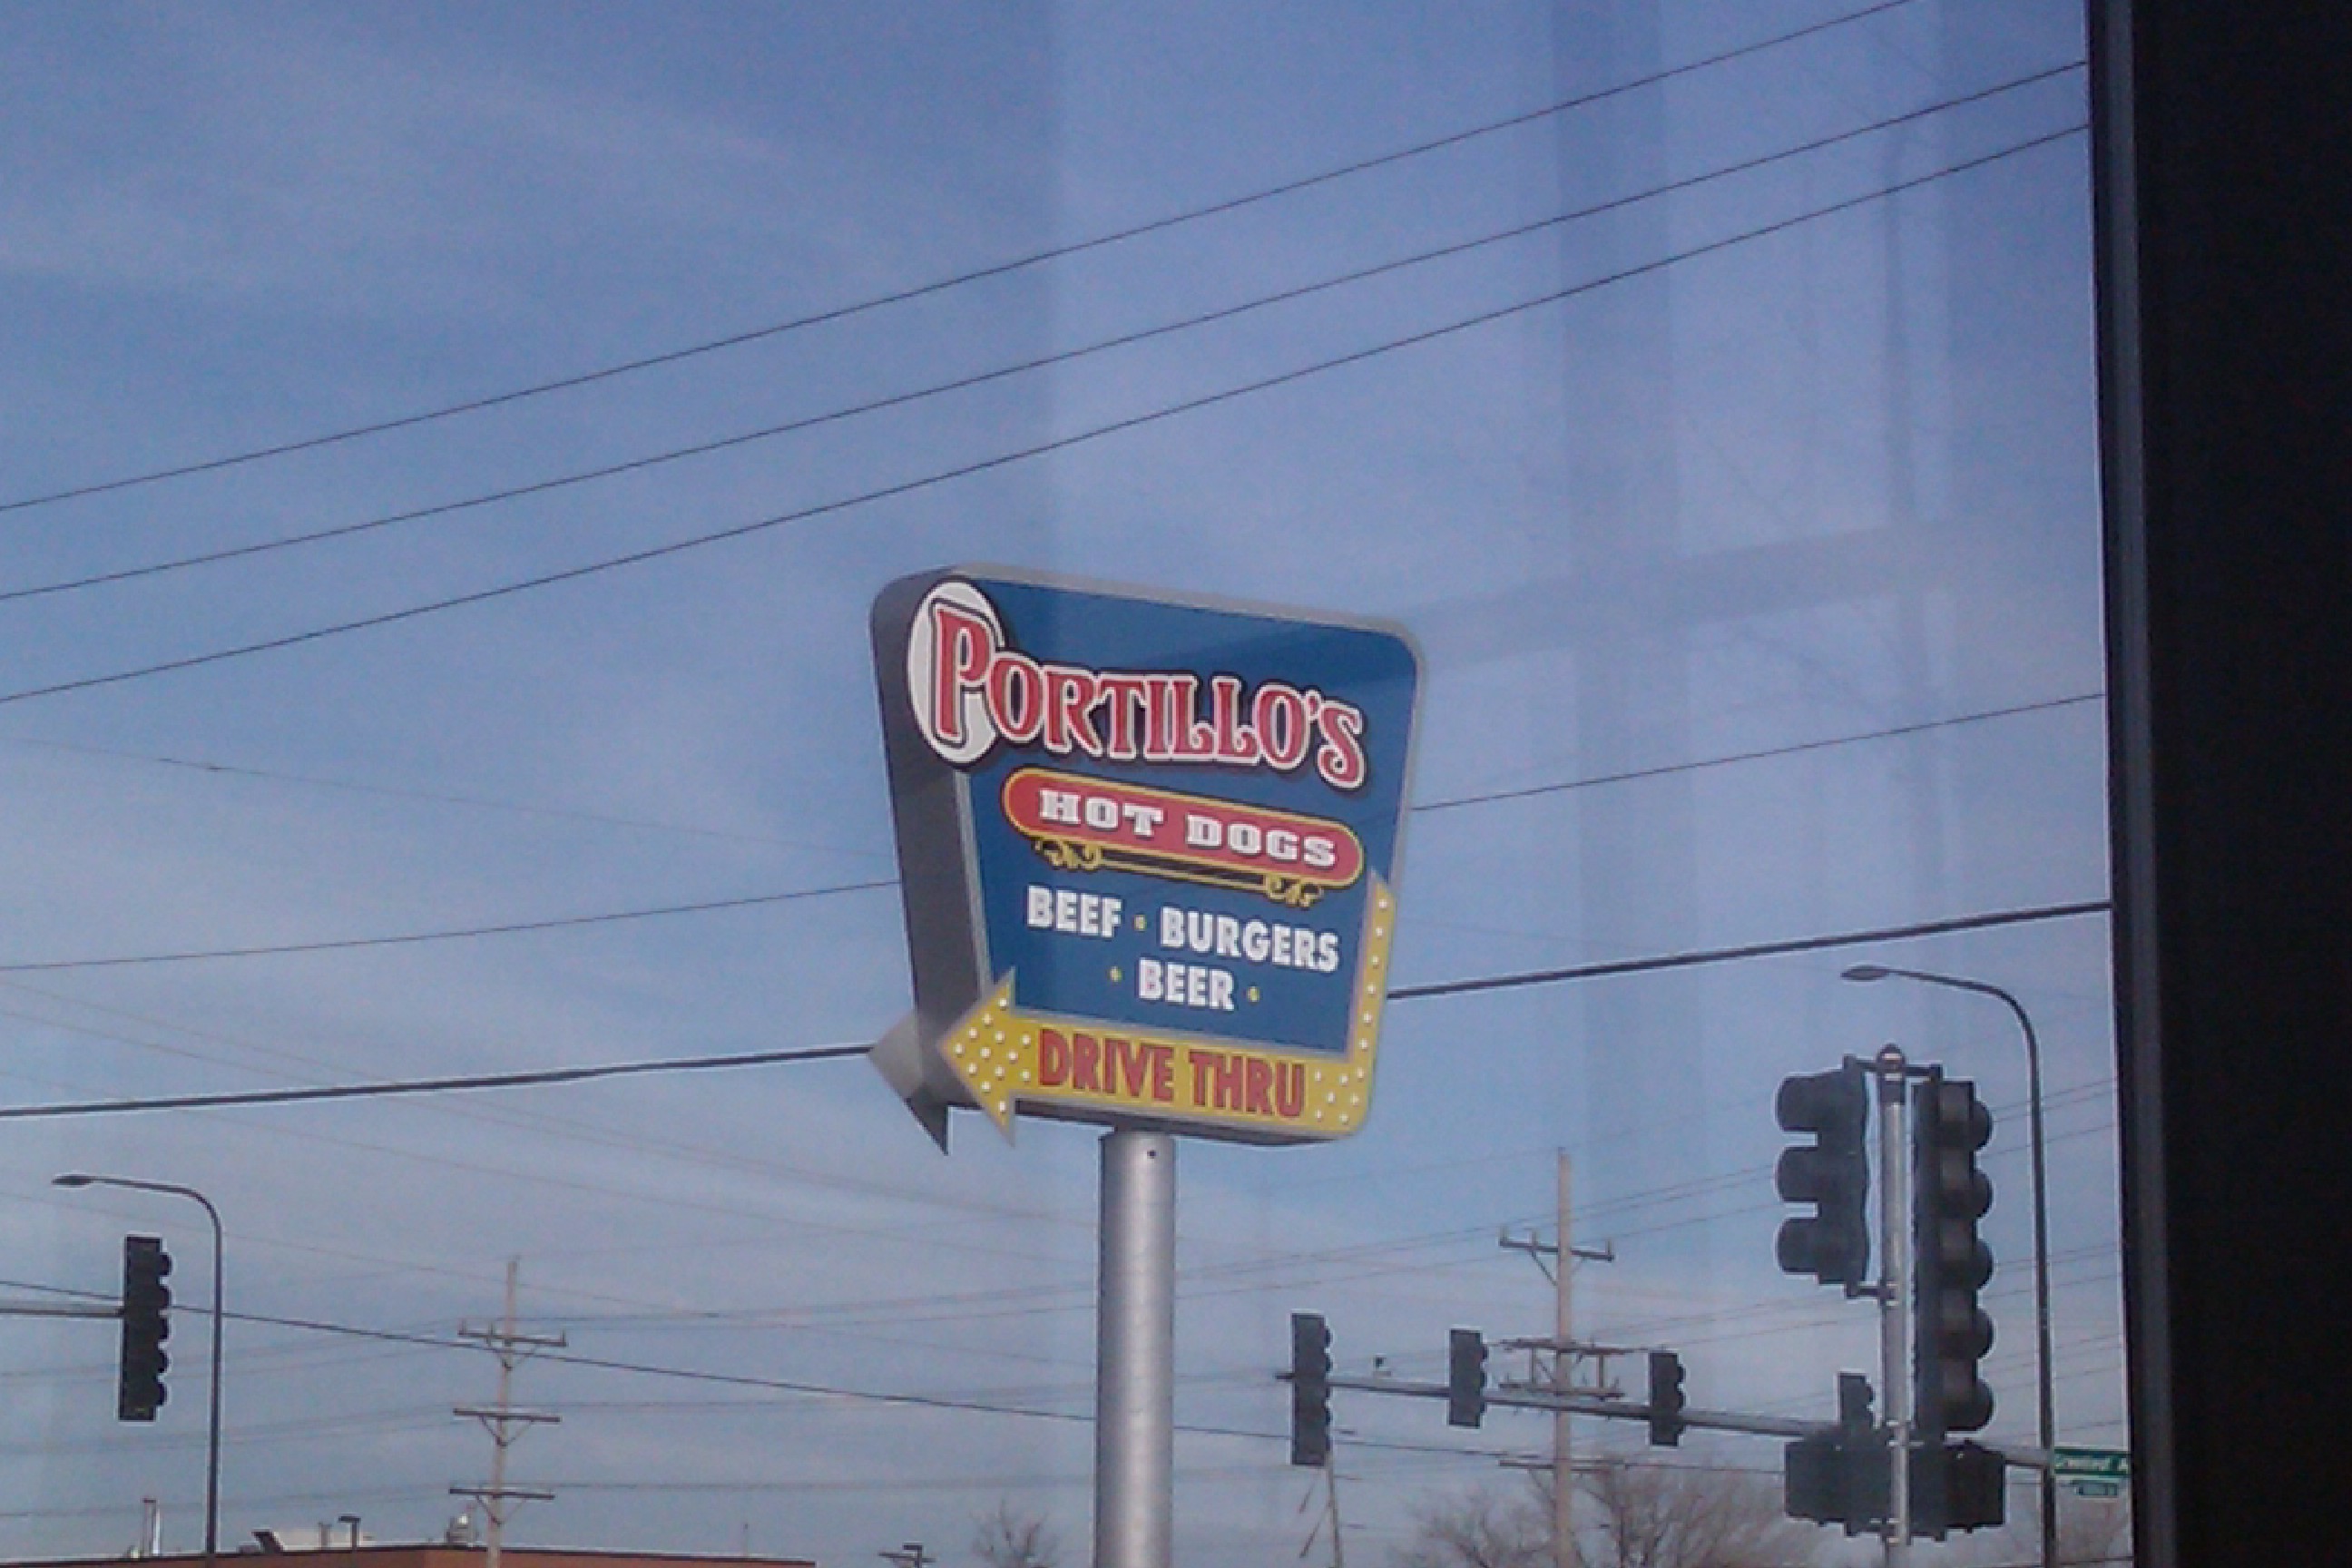 PORTILLO'S
HOT DOGS
BEEF • BURGERS
• BEER •
DRIVE THRU